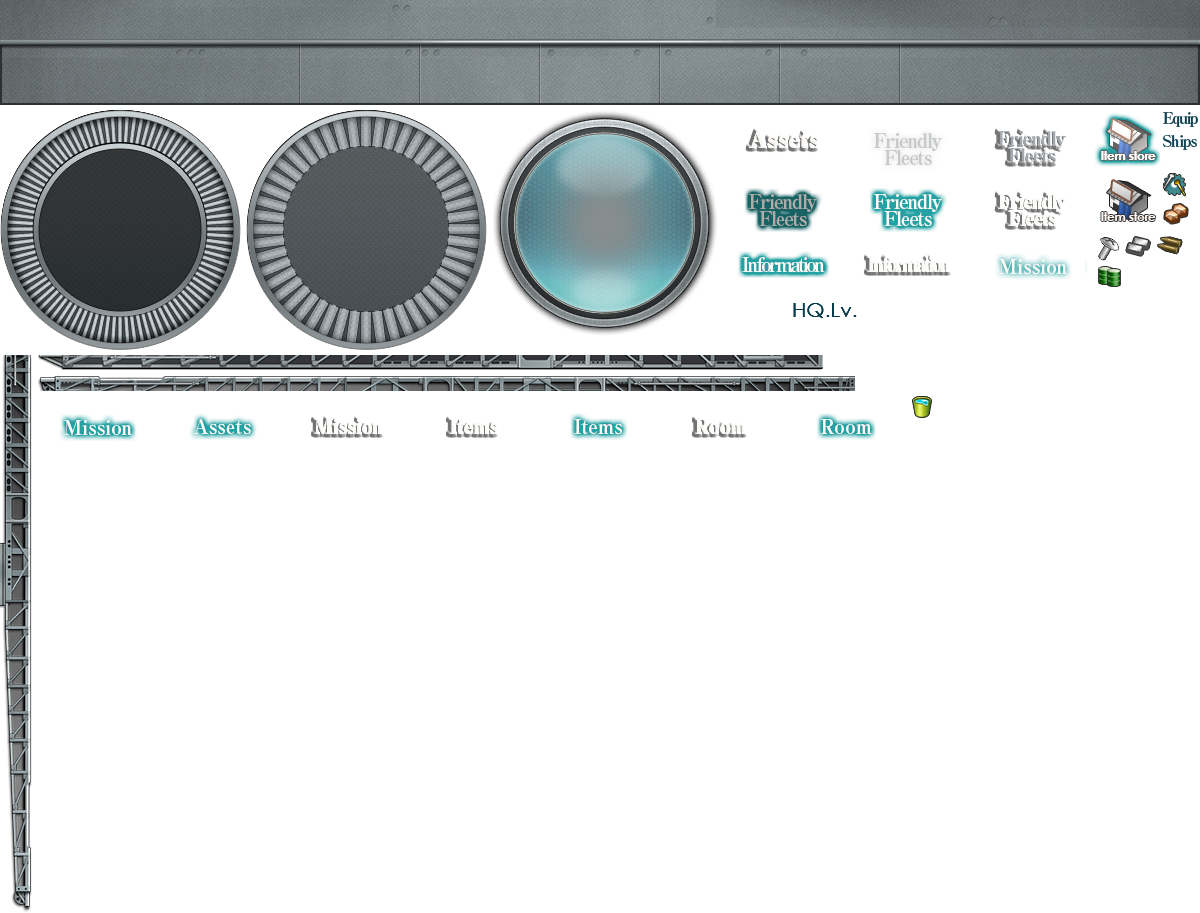 Equip
Ships
Assets
Friendly
Fleets
Friendly
Fleets
Item store
Friendly
Fleets
Friendly
Fleets
Friendly
Fleets
Item store
Information
Information
Mission
HQ.Lv.
Mission
Assets
Mission
Items
Items
Room
Room